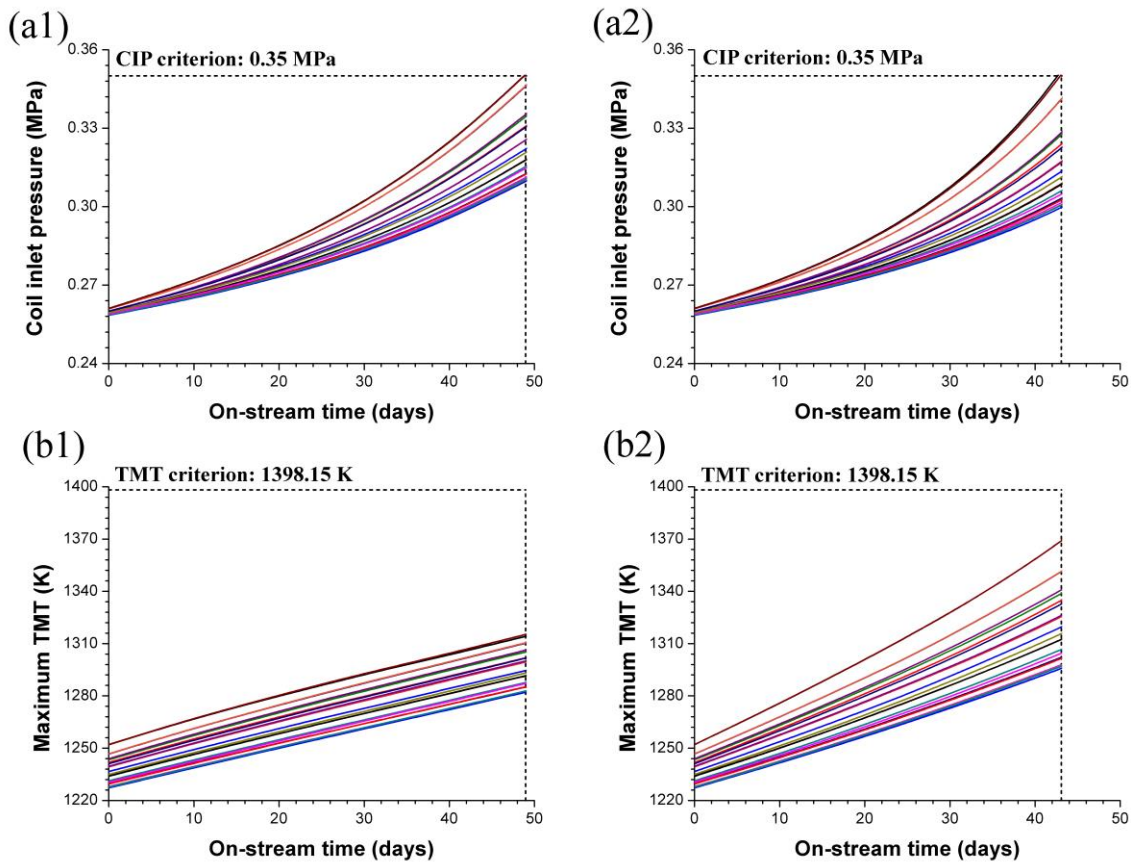 (a1)
CIP criterion: 0.35 MPa
0.36
0.33
0.30
0.27
0.24
Coil inlet pressure (MPa)
0 10 20 30 40 50
On-stream time (days)
(a2)
CIP criterion: 0.35 MPa
0.36
0.33
0.30
0.27
0.24
Coil inlet pressure (MPa)
0 10 20 30 40 50
On-stream time (days)
(b1)
TMT criterion: 1398.15 K
1400
1370
1340
1310
1280
1250
1220
Maximum TMT (K)
0 10 20 30 40 50
On-stream time (days)
(b2)
TMT criterion: 1398.15 K
1400
1370
1340
1310
1280
1250
1220
Maximum TMT (K)
0 10 20 30 40 50
On-stream time (days)